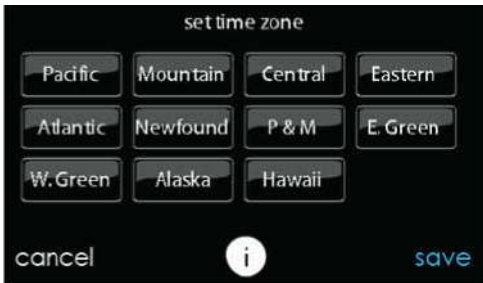 set time zone
Pacific Mountain Central Eastern
Atlantic Newfound P & M E. Green
W. Green Alaska Hawaii
cancel i save